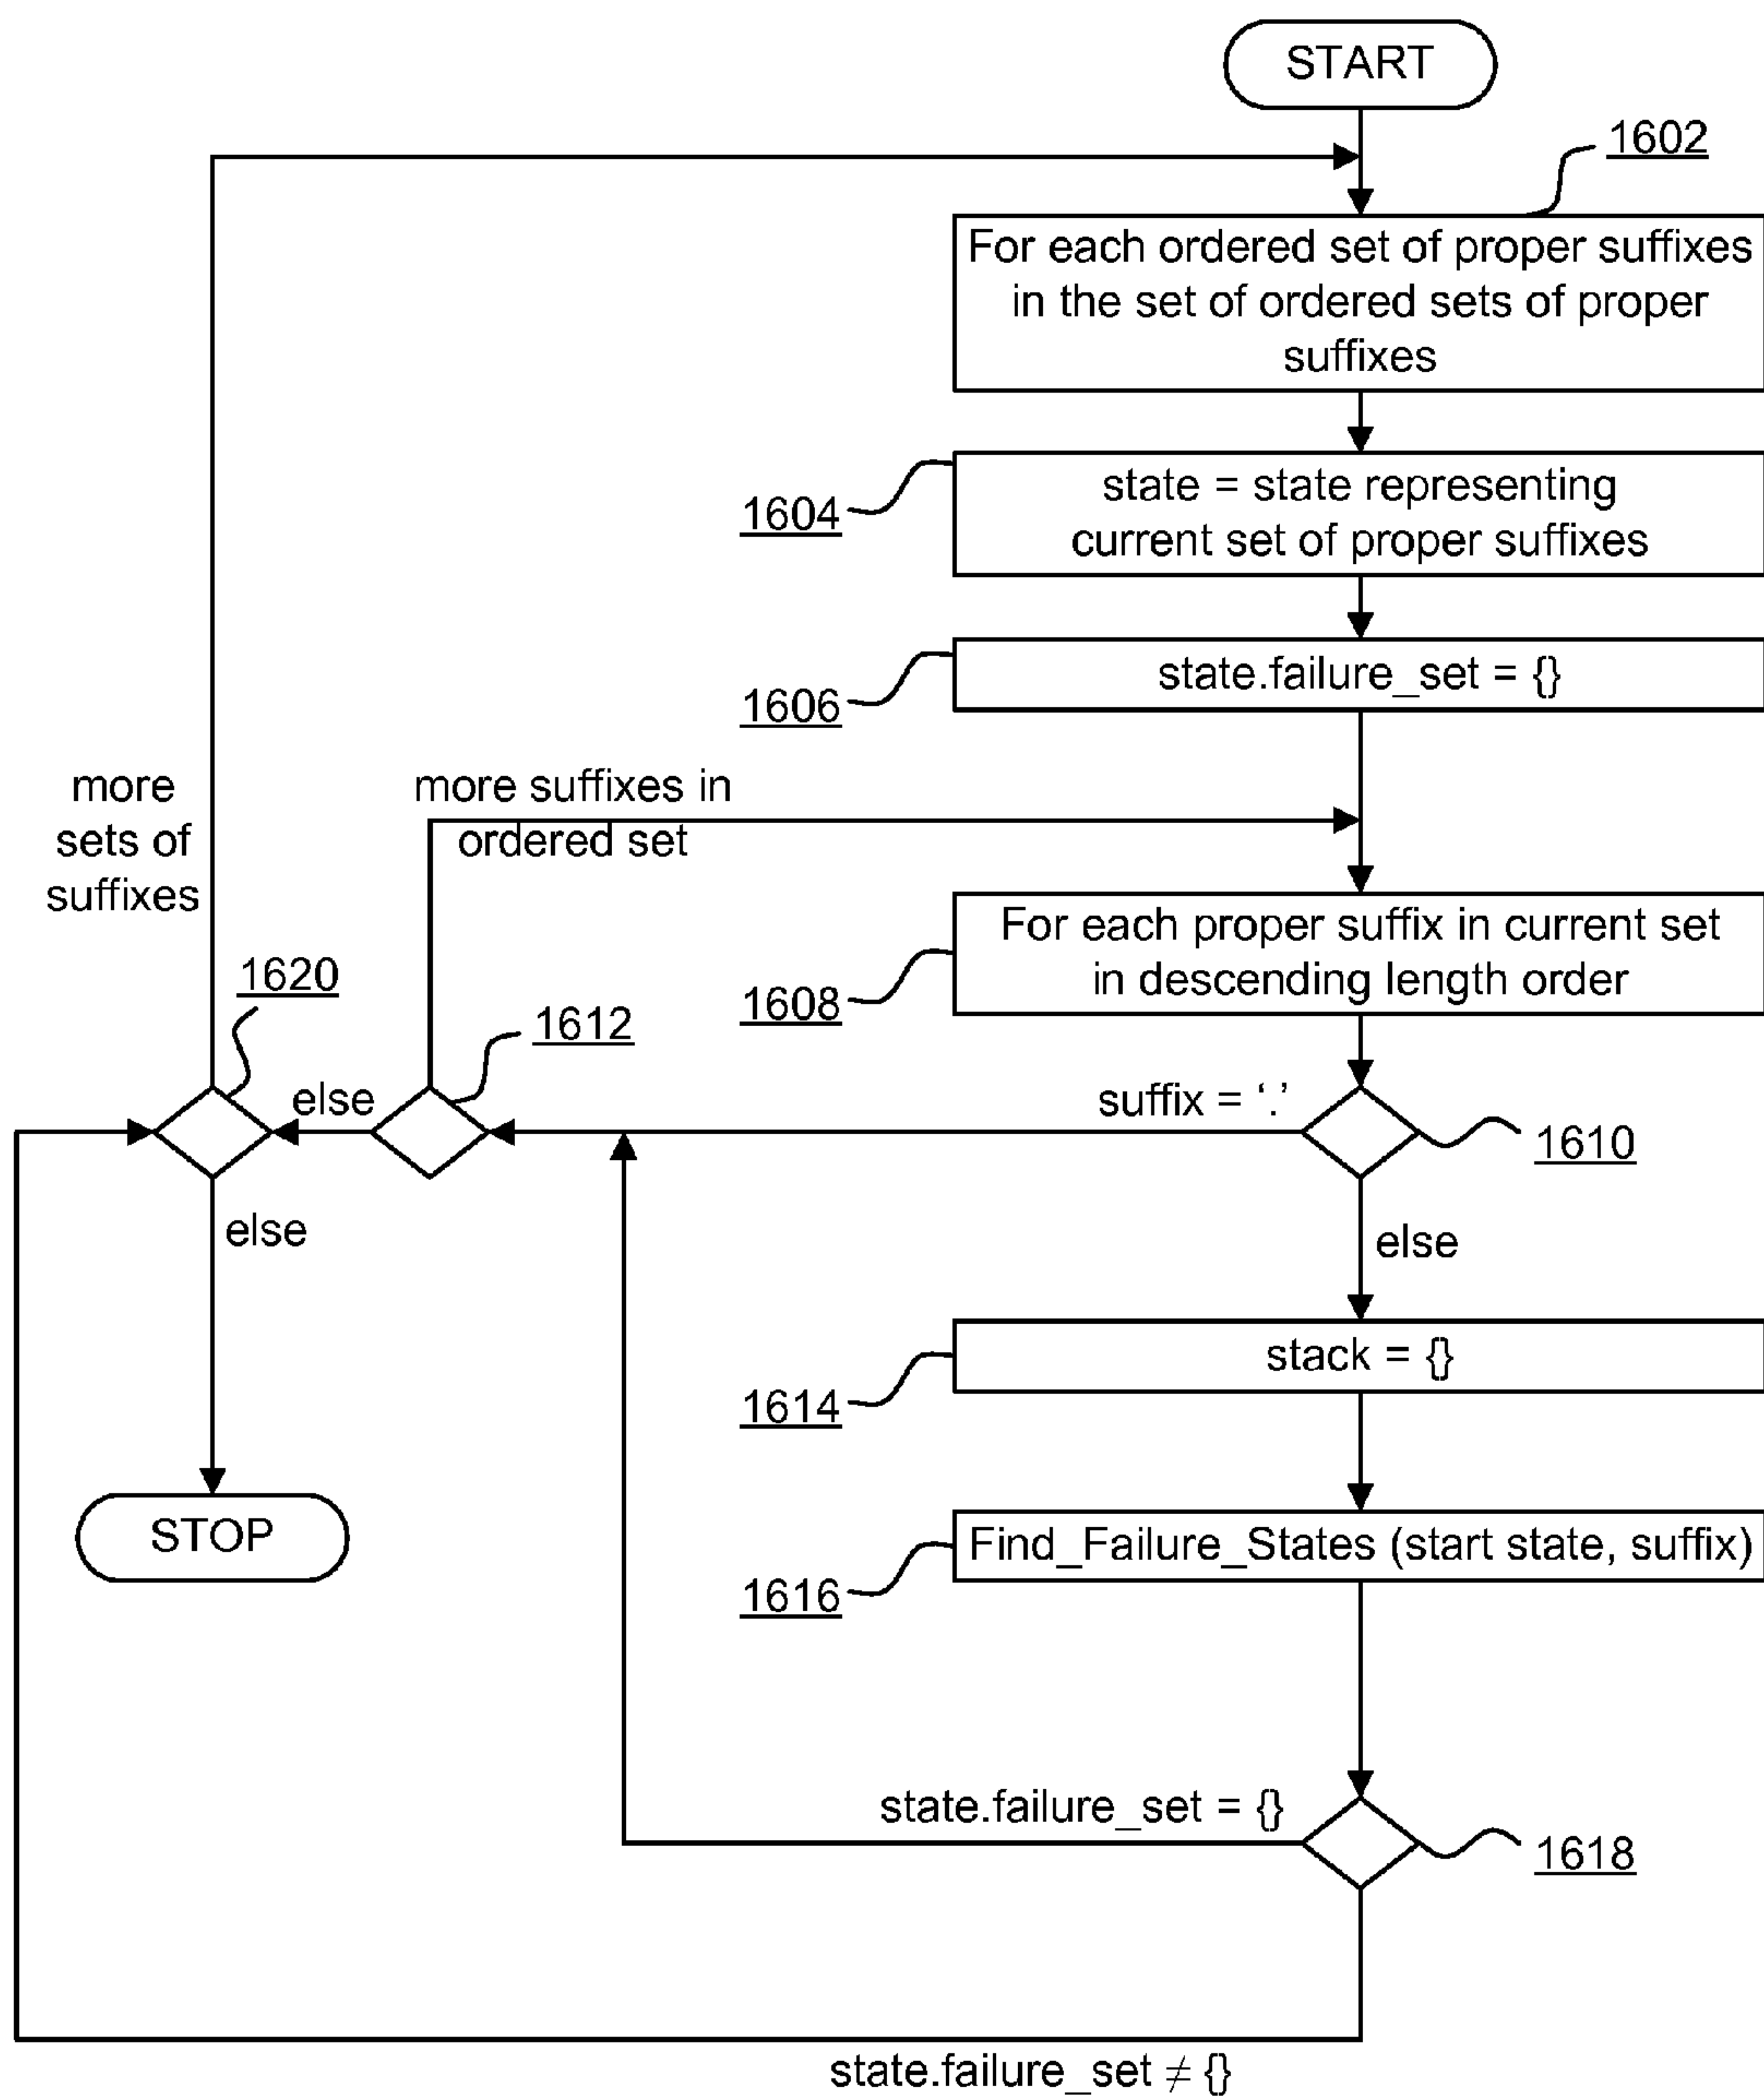 START
1602
For each ordered set of proper suffixes
in the set of ordered sets of proper
suffixes
1604
state = state representing
current set of proper suffixes
1606
state.failure_set = {}
more
sets of
suffixes
more suffixes in
ordered set
1608
For each proper suffix in current set
in descending length order
1620
1612
else
suffix = ‘.’
1610
else
else
1614
stack = {}
STOP
1616
Find_Failure_States (start state, suffix)
state.failure_set = {}
1618
state.failure_set ≠ {}